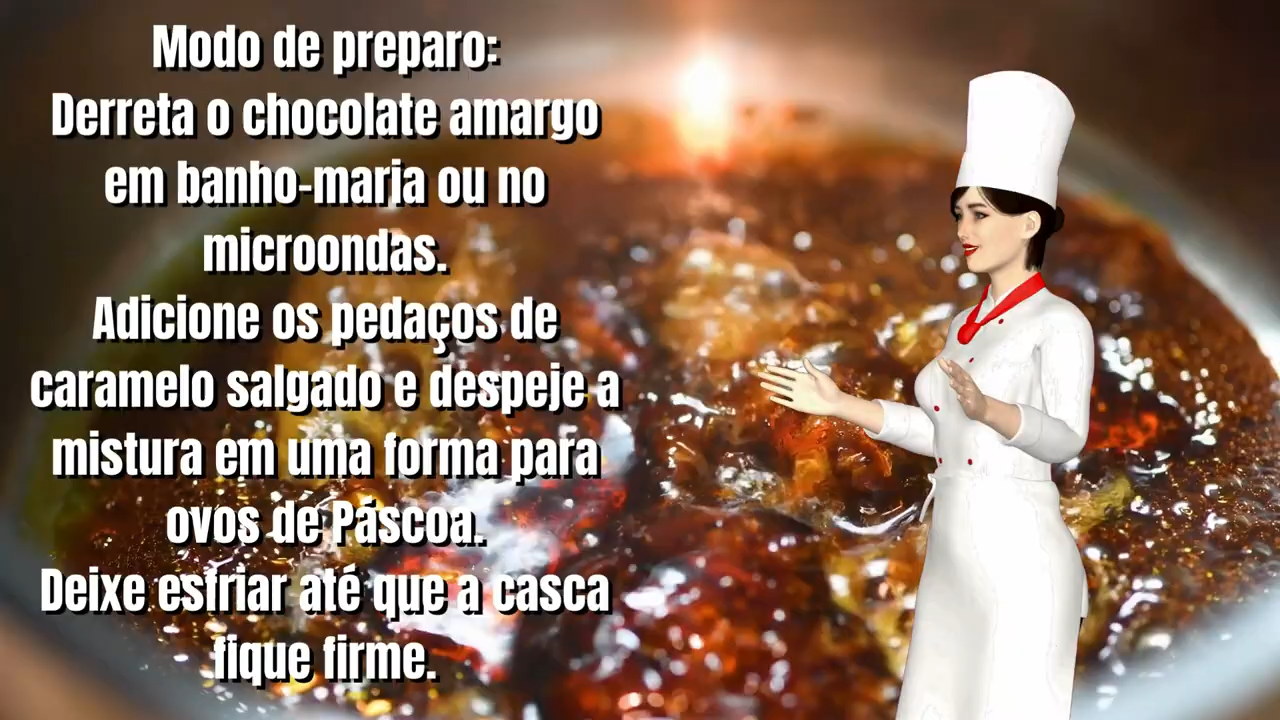 Modo de preparo:
Derreta o chocolate amargo
em banho-maria ou no
microondas.
Adicione os pedaços de
caramelo salgado e despeje a
mistura em uma forma para
ovos de Páscoa.
Deixe esfriar até que a casca
fique firme.